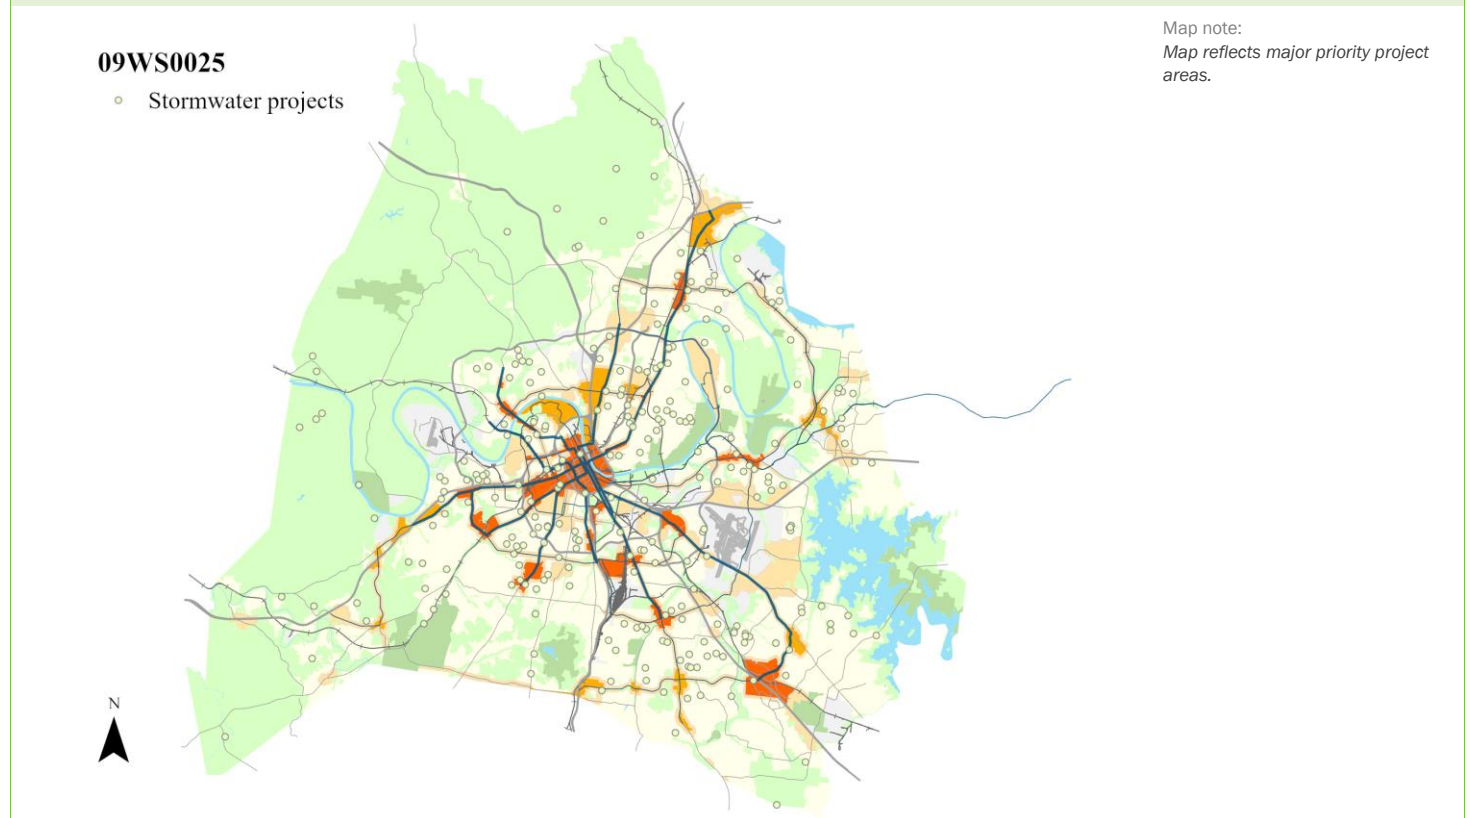 09WS0025
Stormwater projects
Map note:
Map reflects major priority project
areas.
N